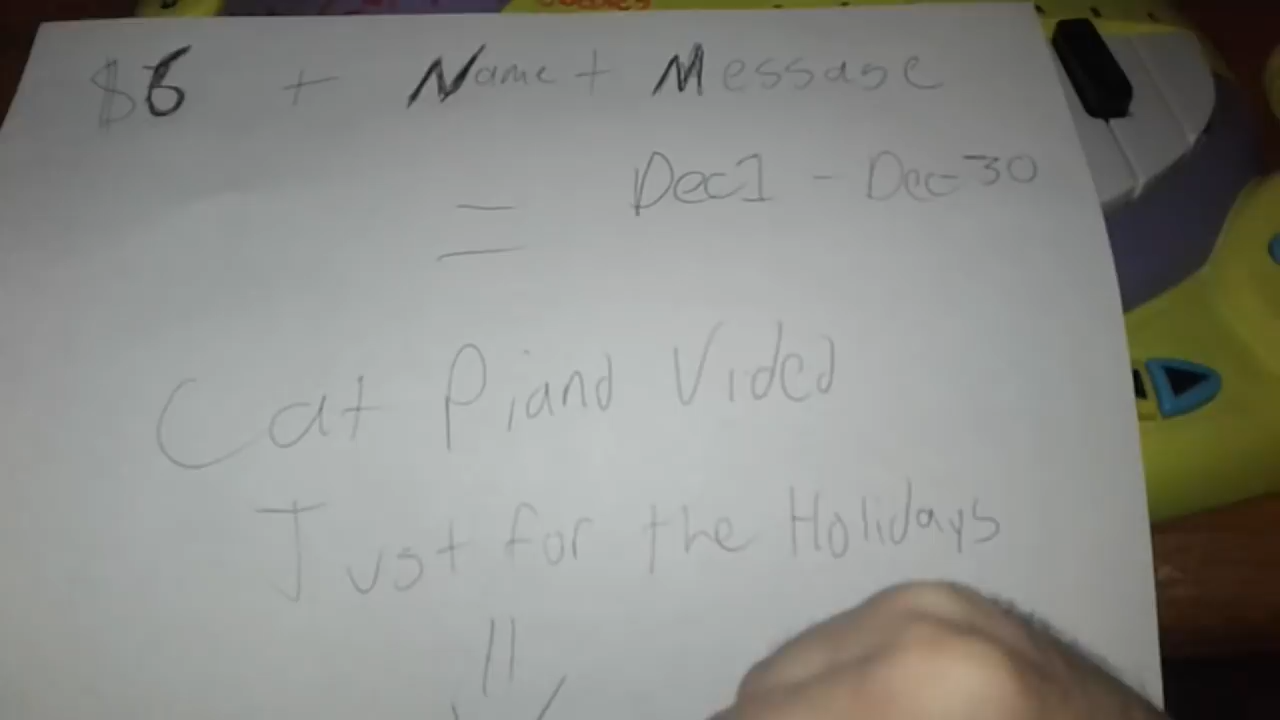 $6 + Name + Message
= Dec 1 - Dec 30
Cat Piano Video
Just for the Holidays